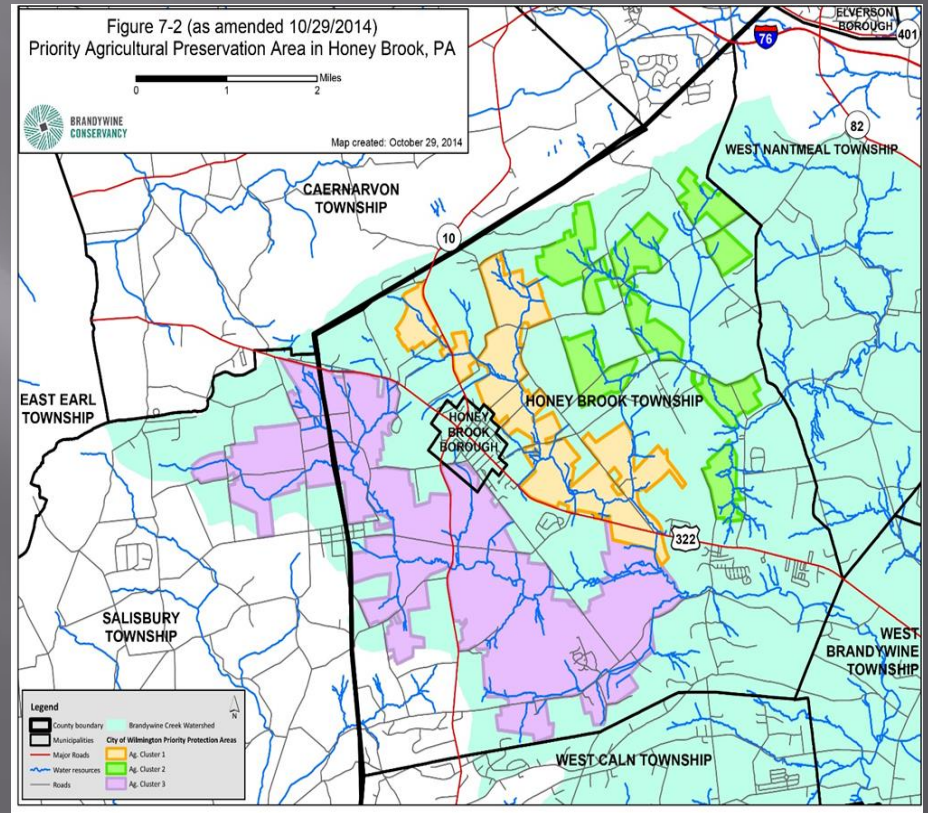 Figure 7-2 (as amended 10/29/2014)
Priority Agricultural Preservation Area in Honey Brook, PA
Miles
0 1 2
BRANDYWINE
CONSERVANCY
Map created: October 29, 2014
ELVERSON
BOROUGH
401
76
82
WEST NANTMEAL TOWNSHIP
CAERNARVON
TOWNSHIP
10
EAST EARL
TOWNSHIP
HONEY
BROOK
BOROUGH
HONEY BROOK TOWNSHIP
322
SALISBURY
TOWNSHIP
WEST
BRANDYWINE
TOWNSHIP
WEST CALN TOWNSHIP
Legend
N
County boundary
Municipalities
Major Roads
Water resources
Roads
Brandywine Creek Watershed
City of Wilmington Priority Protection Areas
Ag. Cluster 1
Ag. Cluster 2
Ag. Cluster 3